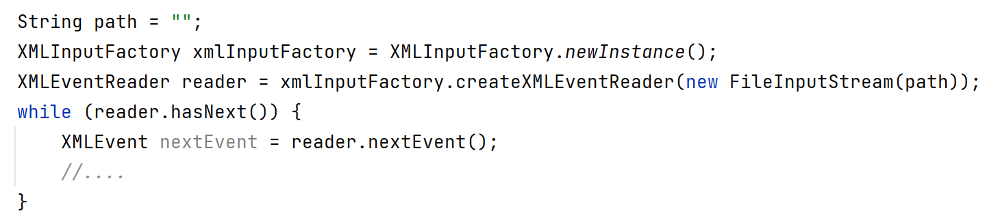 String path = "";
XMLInputFactory xmlInputFactory = XMLInputFactory.newInstance();
XMLEventReader reader = xmlInputFactory.createXMLEventReader(new FileInputStream(path));
while (reader.hasNext()) {
    XMLEvent nextEvent = reader.nextEvent();
    //....
}